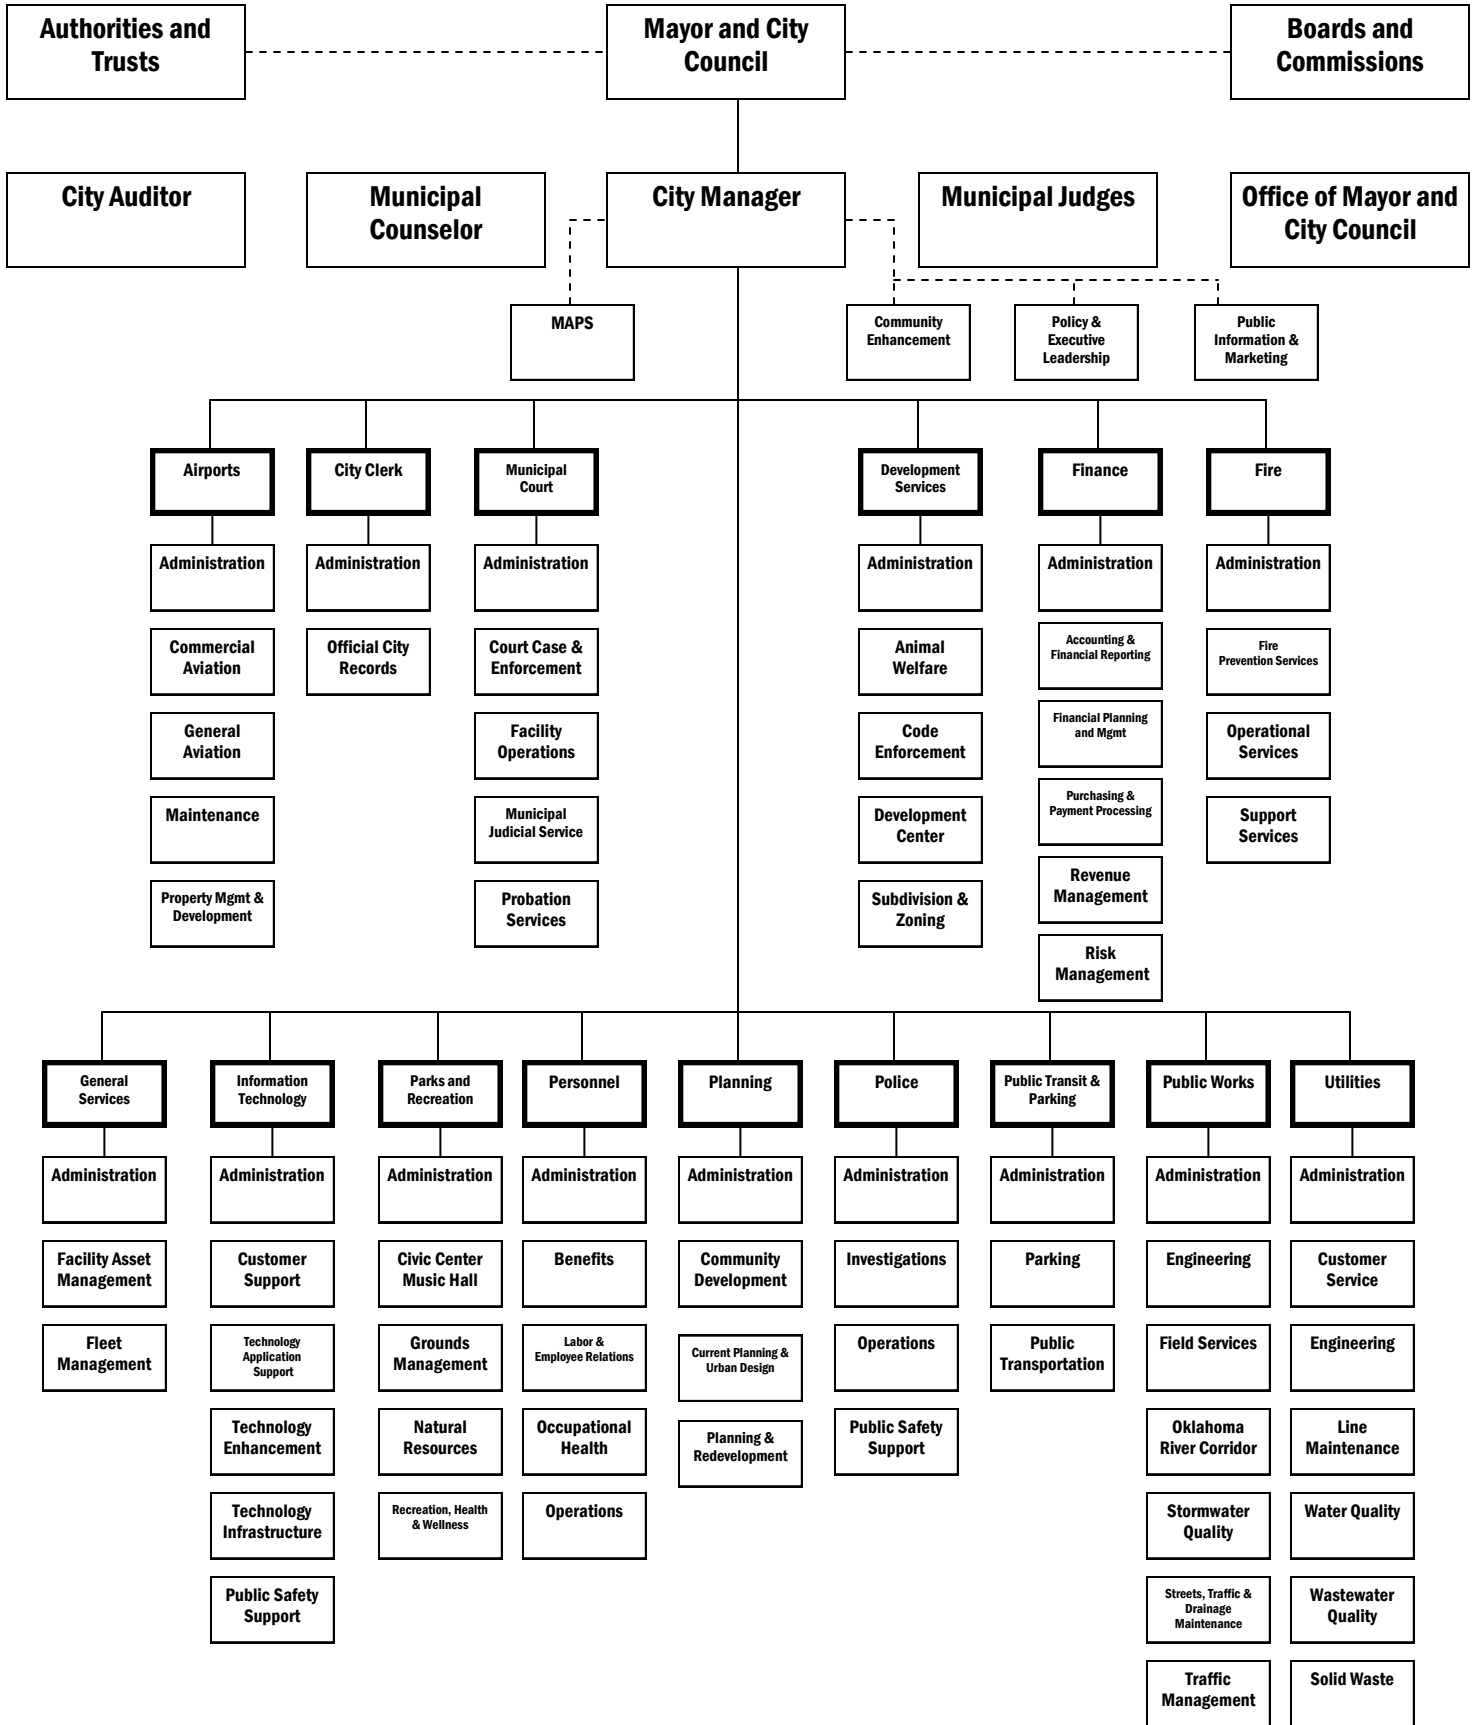 Authorities and
Trusts
Mayor and City
Council
Boards and
Commissions
City Auditor
Municipal
Counselor
City Manager
Municipal Judges
Office of Mayor and
City Council
MAPS
Community
Enhancement
Policy &
Executive
Leadership
Public
Information &
Marketing
Airports
City Clerk
Municipal
Court
Development
Services
Finance
Fire
Administration
Administration
Administration
Administration
Administration
Administration
Commercial
Aviation
Official City
Records
Court Case &
Enforcement
Animal
Welfare
Accounting &
Financial Reporting
Fire
Prevention Services
General
Aviation
Facility
Operations
Code
Enforcement
Financial Planning
and Mgmt
Operational
Services
Maintenance
Municipal
Judicial Service
Development
Center
Purchasing &
Payment Processing
Support
Services
Property Mgmt &
Development
Probation
Services
Subdivision &
Zoning
Revenue
Management
Risk
Management
General
Services
Information
Technology
Parks and
Recreation
Personnel
Planning
Police
Public Transit &
Parking
Public Works
Utilities
Administration
Administration
Administration
Administration
Administration
Administration
Administration
Administration
Administration
Facility Asset
Management
Customer
Support
Civic Center
Music Hall
Benefits
Community
Development
Investigations
Parking
Engineering
Customer
Service
Fleet
Management
Technology
Application
Support
Grounds
Management
Labor &
Employee Relations
Current Planning &
Urban Design
Operations
Public
Transportation
Field Services
Engineering
Technology
Enhancement
Natural
Resources
Occupational
Health
Planning &
Redevelopment
Public Safety
Support
Oklahoma
River Corridor
Line
Maintenance
Technology
Infrastructure
Recreation, Health
& Wellness
Operations
Stormwater
Quality
Water Quality
Public Safety
Support
Streets, Traffic &
Drainage
Maintenance
Wastewater
Quality
Traffic
Management
Solid Waste